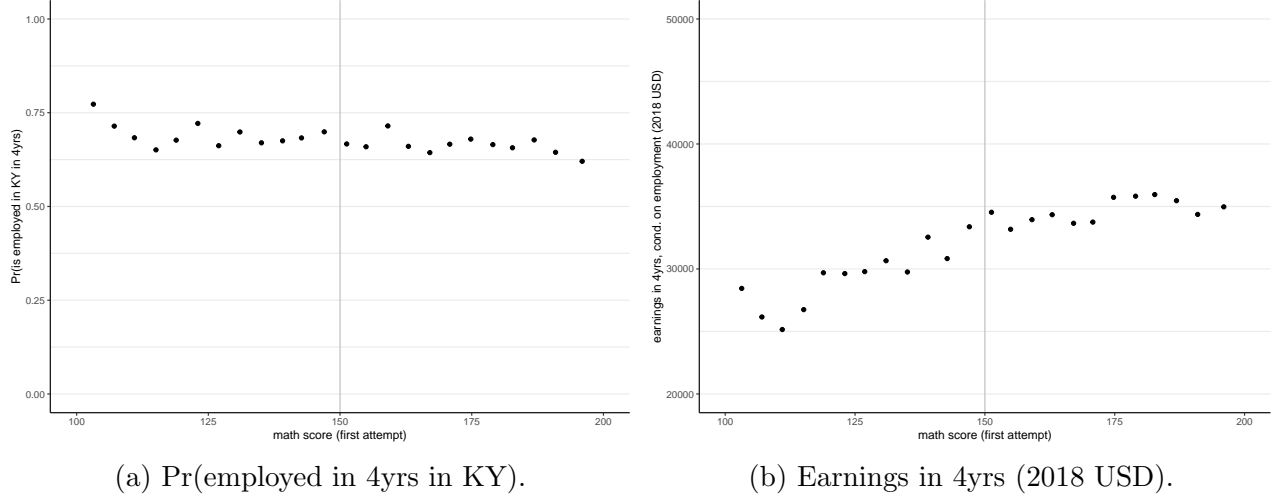 1.00
0.75
0.50
0.25
0.00
Pr(is employed in KY in 4yrs)
100 125 150 175 200
math score (first attempt)
(a) Pr(employed in 4yrs in KY).
50000
40000
30000
20000
earnings in 4yrs, cond. on employment (2018 USD)
100 125 150 175 200
math score (first attempt)
(b) Earnings in 4yrs (2018 USD).